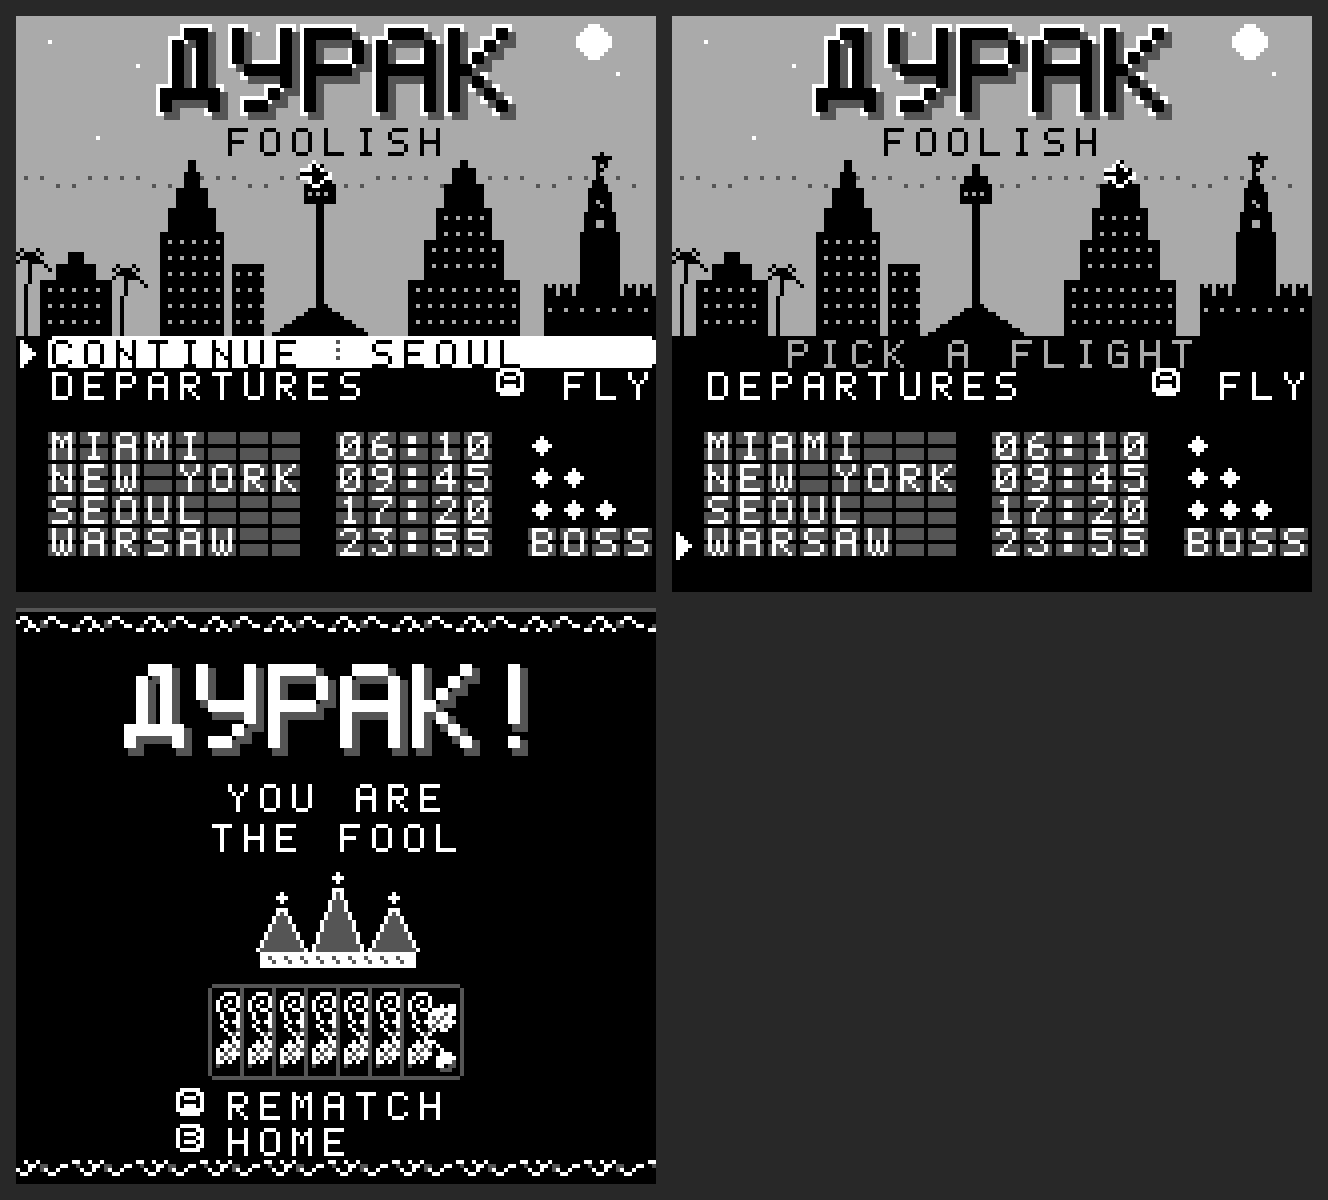 ДУРАК
FOOLISH
CONTINUE : SEOUL
DEPARTURES A FLY
MIAMI 06:10
NEW YORK 09:45
SEOUL 17:20
WARSAW 23:55 BOSS
ДУРАК
FOOLISH
PICK A FLIGHT
DEPARTURES A FLY
MIAMI 06:10
NEW YORK 09:45
SEOUL 17:20
WARSAW 23:55 BOSS
ДУРАК!
YOU ARE
THE FOOL
A REMATCH
B HOME